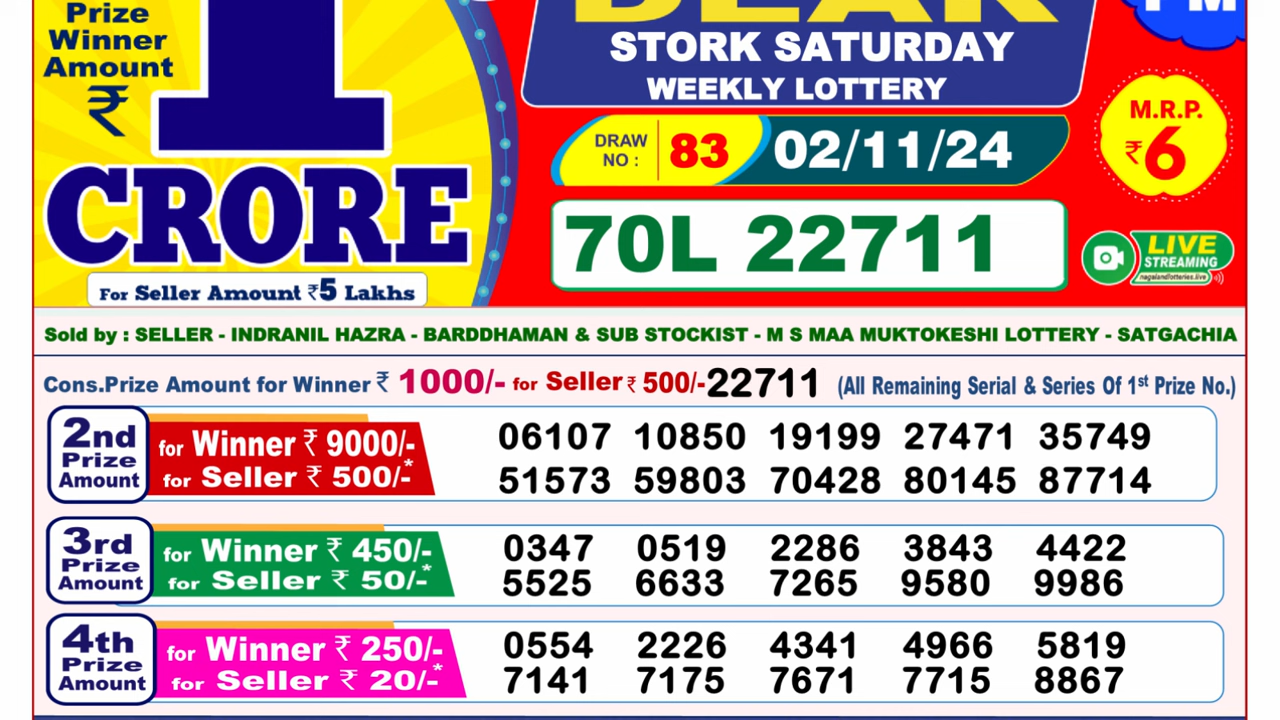 Prize
Winner
Amount
₹
1
CRORE
For Seller Amount ₹5 Lakhs
DEAR
STORK SATURDAY
WEEKLY LOTTERY
DRAW NO : 83 02/11/24
70L 22711
PM
M.R.P.
₹6
LIVE
STREAMING
nagalandlotteries.live
Sold by : SELLER - INDRANIL HAZRA - BARDDHAMAN & SUB STOCKIST - M S MAA MUKTOKESHI LOTTERY - SATGACHIA
Cons.Prize Amount for Winner ₹ 1000/- for Seller ₹ 500/- 22711 (All Remaining Serial & Series Of 1st Prize No.)
2nd
Prize
Amount
for Winner ₹ 9000/-
for Seller ₹ 500/-*
06107 10850 19199 27471 35749
51573 59803 70428 80145 87714
3rd
Prize
Amount
for Winner ₹ 450/-
for Seller ₹ 50/-*
0347 0519 2286 3843 4422
5525 6633 7265 9580 9986
4th
Prize
Amount
for Winner ₹ 250/-
for Seller ₹ 20/-*
0554 2226 4341 4966 5819
7141 7175 7671 7715 8867